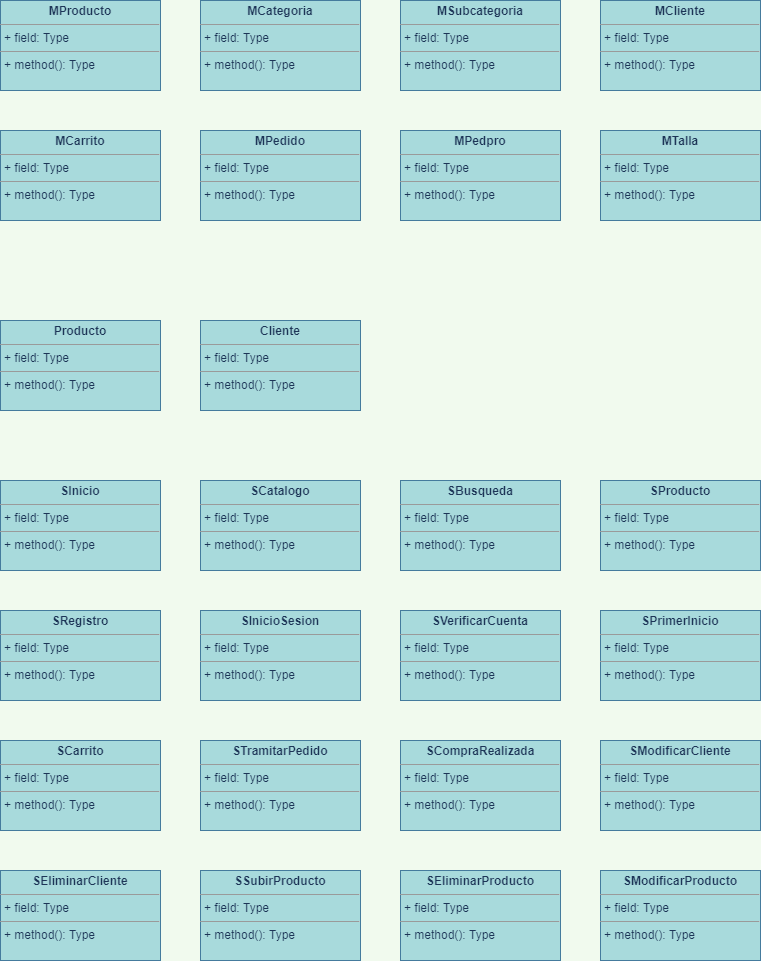 MProducto
+ field: Type
+ method(): Type
MCategoria
+ field: Type
+ method(): Type
MSubcategoria
+ field: Type
+ method(): Type
MCliente
+ field: Type
+ method(): Type
MCarrito
+ field: Type
+ method(): Type
MPedido
+ field: Type
+ method(): Type
MPedpro
+ field: Type
+ method(): Type
MTalla
+ field: Type
+ method(): Type
Producto
+ field: Type
+ method(): Type
Cliente
+ field: Type
+ method(): Type
SInicio
+ field: Type
+ method(): Type
SCatalogo
+ field: Type
+ method(): Type
SBusqueda
+ field: Type
+ method(): Type
SProducto
+ field: Type
+ method(): Type
SRegistro
+ field: Type
+ method(): Type
SInicioSesion
+ field: Type
+ method(): Type
SVerificarCuenta
+ field: Type
+ method(): Type
SPrimerInicio
+ field: Type
+ method(): Type
SCarrito
+ field: Type
+ method(): Type
STramitarPedido
+ field: Type
+ method(): Type
SCompraRealizada
+ field: Type
+ method(): Type
SModificarCliente
+ field: Type
+ method(): Type
SEliminarCliente
+ field: Type
+ method(): Type
SSubirProducto
+ field: Type
+ method(): Type
SEliminarProducto
+ field: Type
+ method(): Type
SModificarProducto
+ field: Type
+ method(): Type